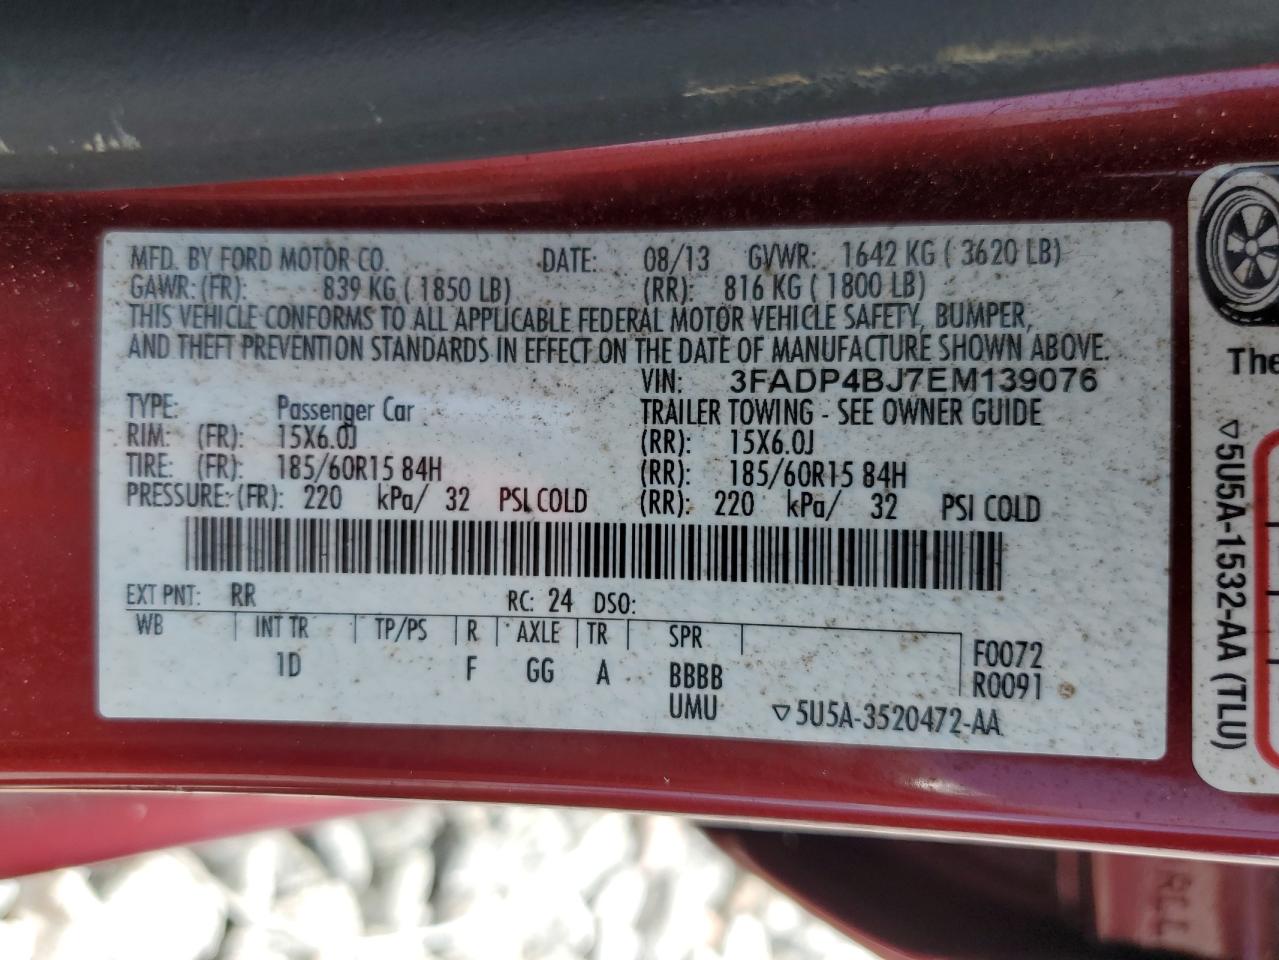 MFD. BY FORD MOTOR CO. DATE: 08/13 GVWR: 1642 KG ( 3620 LB)
GAWR: (FR): 839 KG ( 1850 LB) (RR): 816 KG ( 1800 LB)
THIS VEHICLE CONFORMS TO ALL APPLICABLE FEDERAL MOTOR VEHICLE SAFETY, BUMPER,
AND THEFT PREVENTION STANDARDS IN EFFECT ON THE DATE OF MANUFACTURE SHOWN ABOVE.
VIN: 3FADP4BJ7EM139076
TYPE: Passenger Car TRAILER TOWING - SEE OWNER GUIDE
RIM: (FR): 15X6.0J (RR): 15X6.0J
TIRE: (FR): 185/60R15 84H (RR): 185/60R15 84H
PRESSURE: (FR): 220 kPa/ 32 PSI COLD (RR): 220 kPa/ 32 PSI COLD
EXT PNT: RR RC: 24 DSO:
WB INT TR TP/PS R AXLE TR SPR F0072
1D F GG A BBBB R0091
UMU ▽5U5A-3520472-AA
The
▽5U5A-1532-AA (TLU)